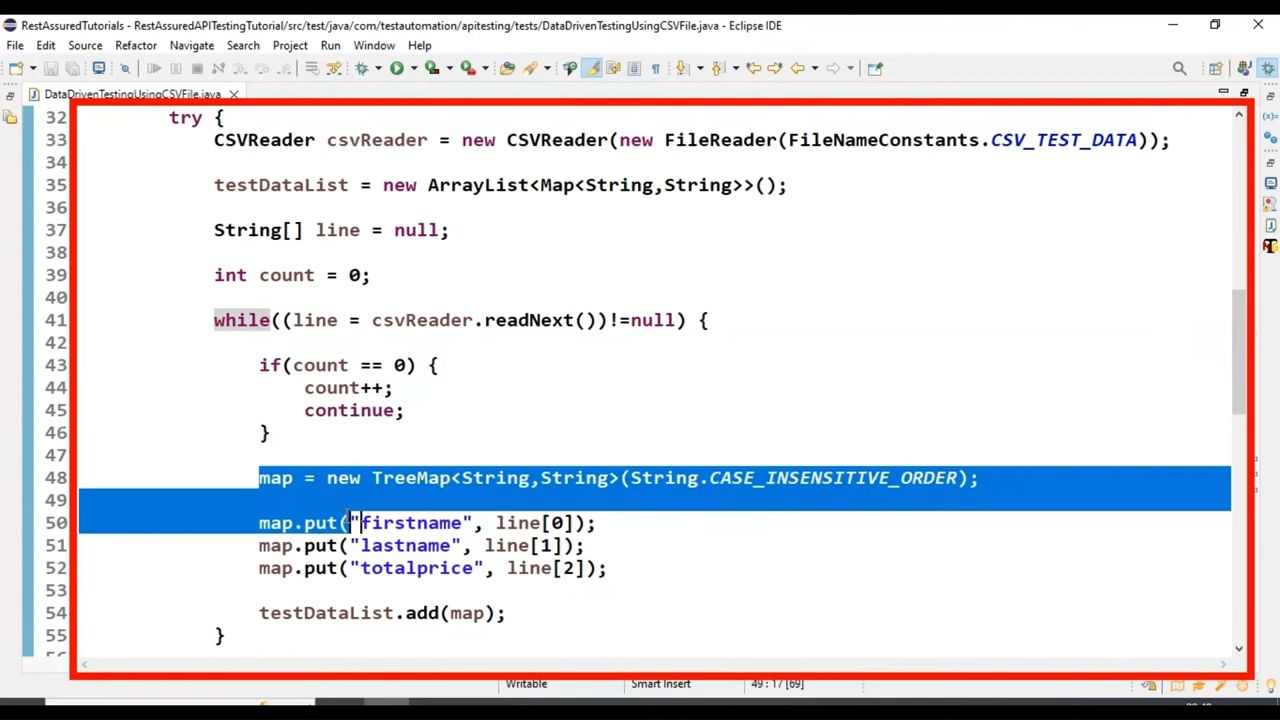 RestAssuredTutorials - RestAssuredAPITestingTutorial/src/test/java/com/testautomation/apitesting/tests/DataDrivenTestingUsingCSVFile.java - Eclipse IDE
File Edit Source Refactor Navigate Search Project Run Window Help
DataDrivenTestingUsingCSVFile.java
32 try {
33 CSVReader csvReader = new CSVReader(new FileReader(FileNameConstants.CSV_TEST_DATA));
34
35 testDataList = new ArrayList<Map<String,String>>();
36
37 String[] line = null;
38
39 int count = 0;
40
41 while((line = csvReader.readNext())!=null) {
42
43 if(count == 0) {
44 count++;
45 continue;
46 }
47
48 map = new TreeMap<String,String>(String.CASE_INSENSITIVE_ORDER);
49
50 map.put("firstname", line[0]);
51 map.put("lastname", line[1]);
52 map.put("totalprice", line[2]);
53
54 testDataList.add(map);
55 }
Writable Smart Insert 49 : 17 [69]